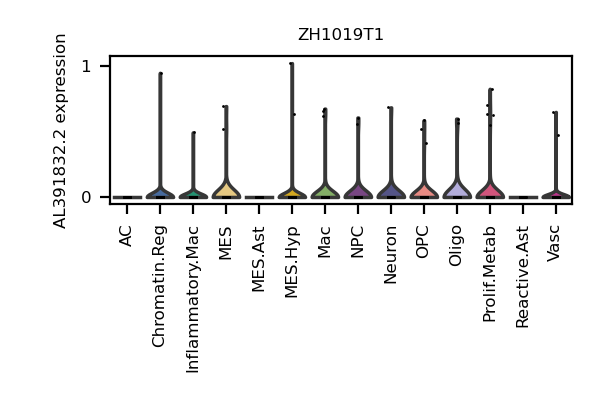 ZH1019T1
AL391832.2 expression
1
0
AC
Chromatin.Reg
Inflammatory.Mac
MES
MES.Ast
MES.Hyp
Mac
NPC
Neuron
OPC
Oligo
Prolif.Metab
Reactive.Ast
Vasc